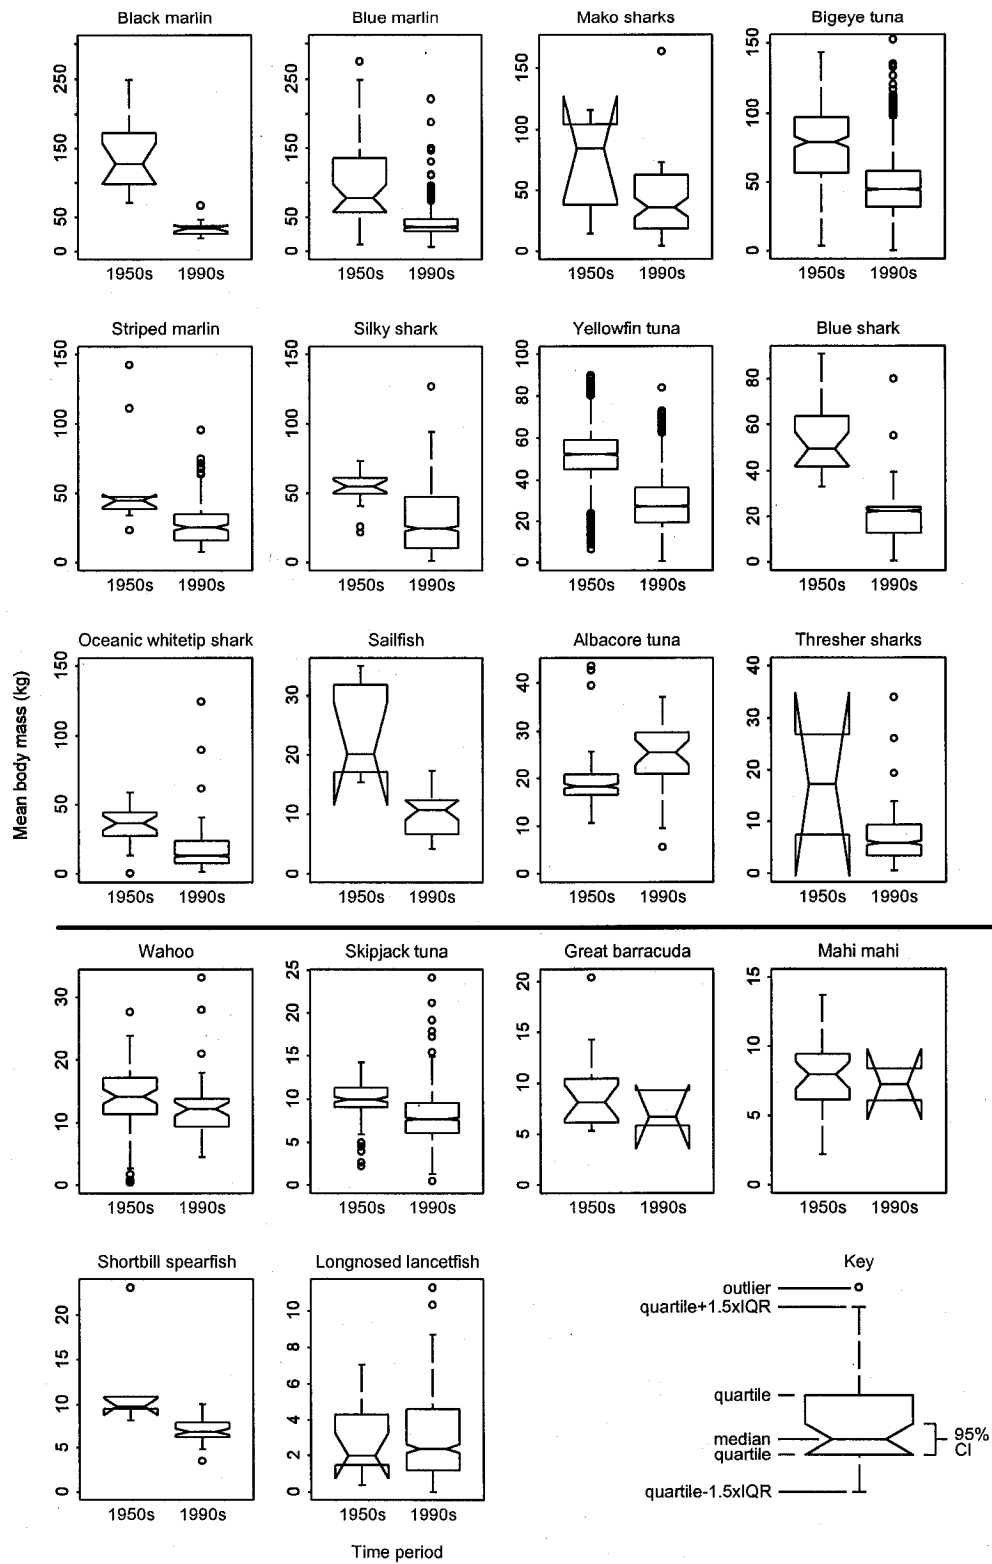 Black marlin
Blue marlin
Mako sharks
Bigeye tuna
0 50 150 250
0 50 150 250
0 50 100 150
0 50 100 150
1950s 1990s
1950s 1990s
1950s 1990s
1950s 1990s
Striped marlin
Silky shark
Yellowfin tuna
Blue shark
0 50 100 150
0 50 100 150
0 20 40 60 80 100
0 20 40 60 80
1950s 1990s
1950s 1990s
1950s 1990s
1950s 1990s
Mean body mass (kg)
Oceanic whitetip shark
Sailfish
Albacore tuna
Thresher sharks
0 50 100 150
0 10 20 30
0 10 20 30 40
0 10 20 30 40
1950s 1990s
1950s 1990s
1950s 1990s
1950s 1990s
Wahoo
Skipjack tuna
Great barracuda
Mahi mahi
0 10 20 30
0 5 10 15 20 25
0 5 10 15 20
0 5 10 15
1950s 1990s
1950s 1990s
1950s 1990s
1950s 1990s
Shortbill spearfish
Longnosed lancetfish
0 5 10 15 20
0 2 4 6 8 10
1950s 1990s
1950s 1990s
Key
outlier
quartile+1.5xIQR
quartile
median
quartile
95%
CI
quartile-1.5xIQR
Time period